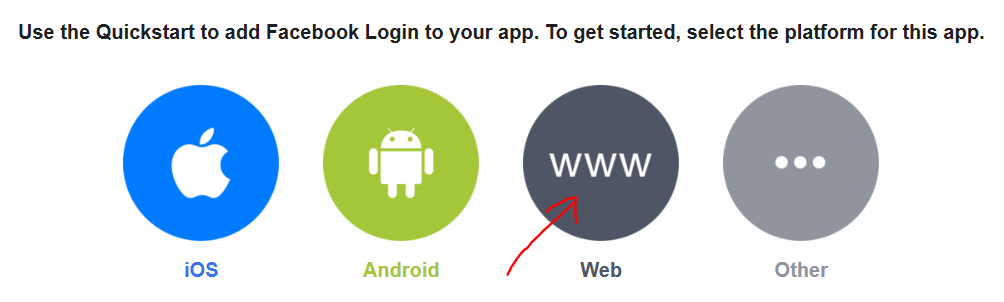 Use the Quickstart to add Facebook Login to your app. To get started, select the platform for this app.
www
iOS
Android
Web
Other